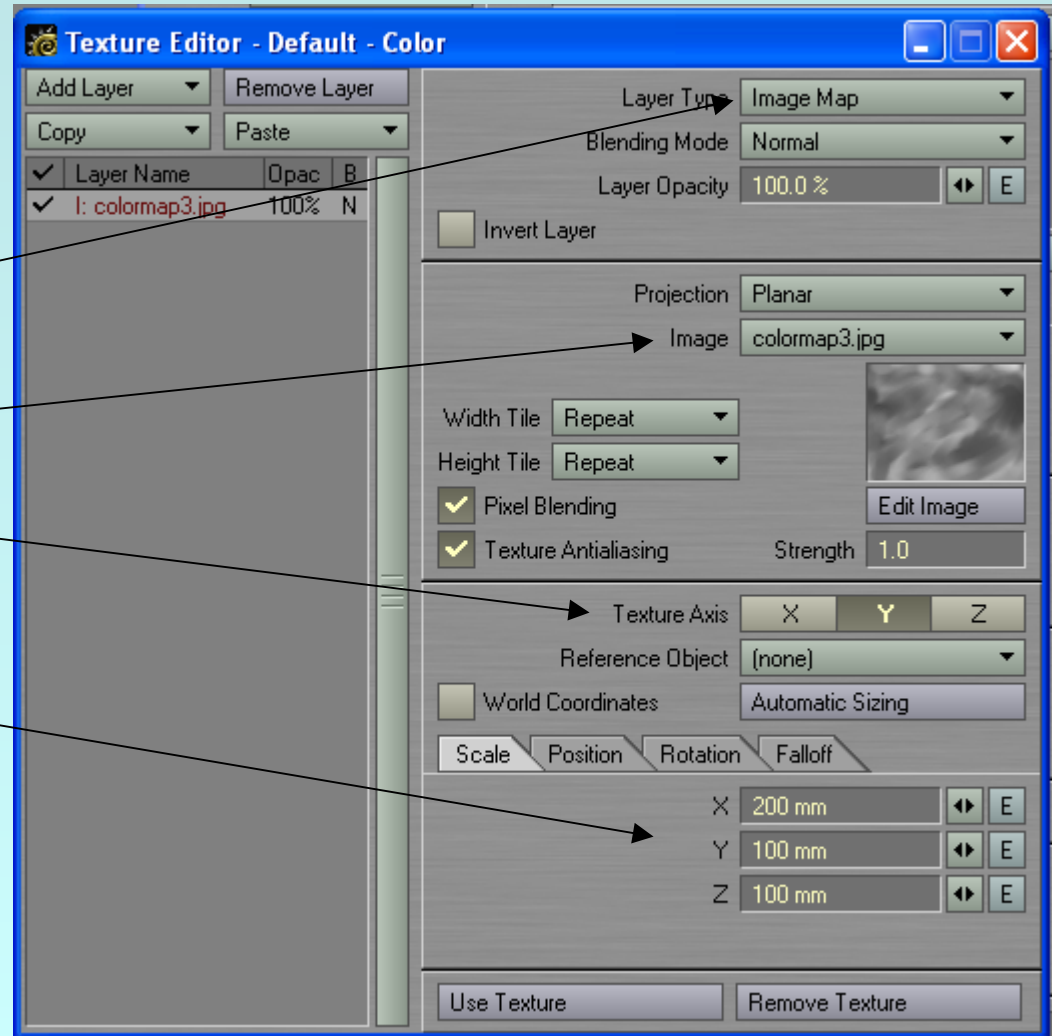 Texture Editor - Default - Color
Add Layer
Remove Layer
Copy
Paste
Layer Name Opac B
I: colormap3.jpg 100% N
Layer Type Image Map
Blending Mode Normal
Layer Opacity 100.0 % E
Invert Layer
Projection Planar
Image colormap3.jpg
Width Tile Repeat
Height Tile Repeat
Pixel Blending
Edit Image
Texture Antialiasing
Strength 1.0
Texture Axis X Y Z
Reference Object (none)
World Coordinates
Automatic Sizing
Scale Position Rotation Falloff
X 200 mm E
Y 100 mm E
Z 100 mm E
Use Texture
Remove Texture